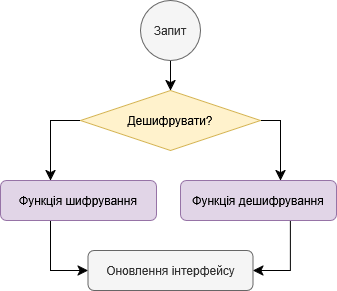 Запит
Дешифрувати?
Функція шифрування
Функція дешифрування
Оновлення інтерфейсу